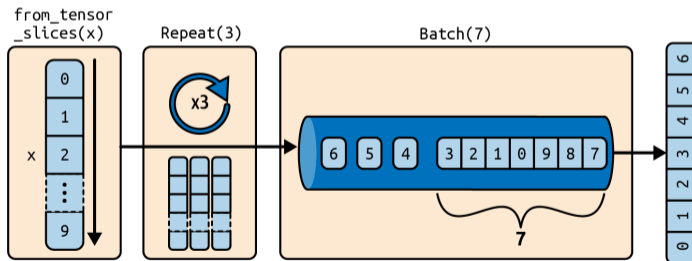 from_tensor
_slices(x)
Repeat(3)
Batch(7)
x
0
1
2
⋮
9
x3
6 5 4 3 2 1 0 9 8 7
7
6
5
4
3
2
1
0